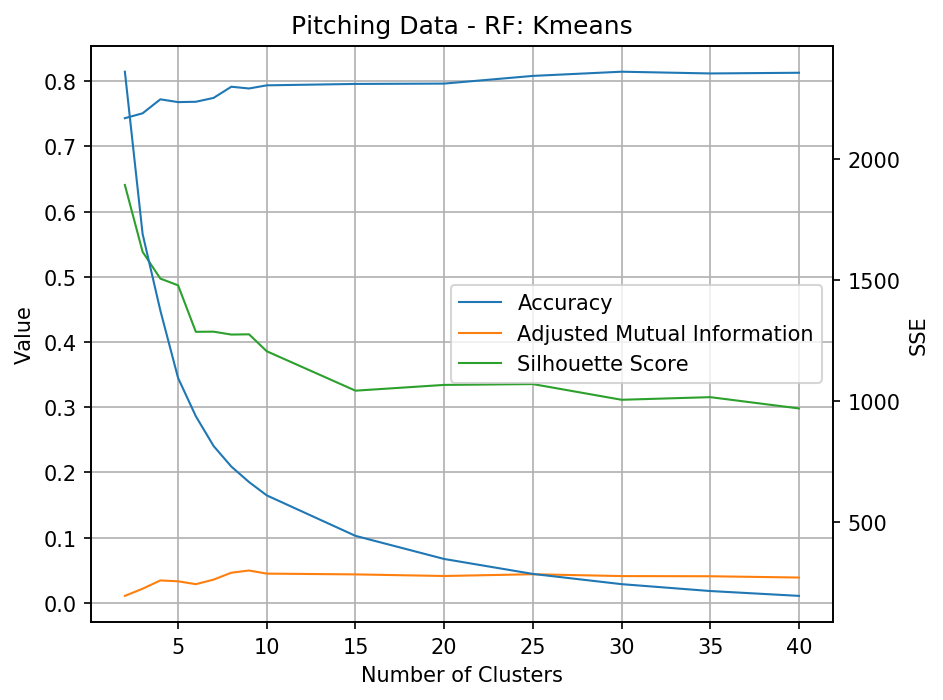 Pitching Data - RF: Kmeans
0.8
0.7
0.6
0.5
0.4
0.3
0.2
0.1
0.0
Value
2000
1500
1000
500
SSE
Accuracy
Adjusted Mutual Information
Silhouette Score
5 10 15 20 25 30 35 40
Number of Clusters